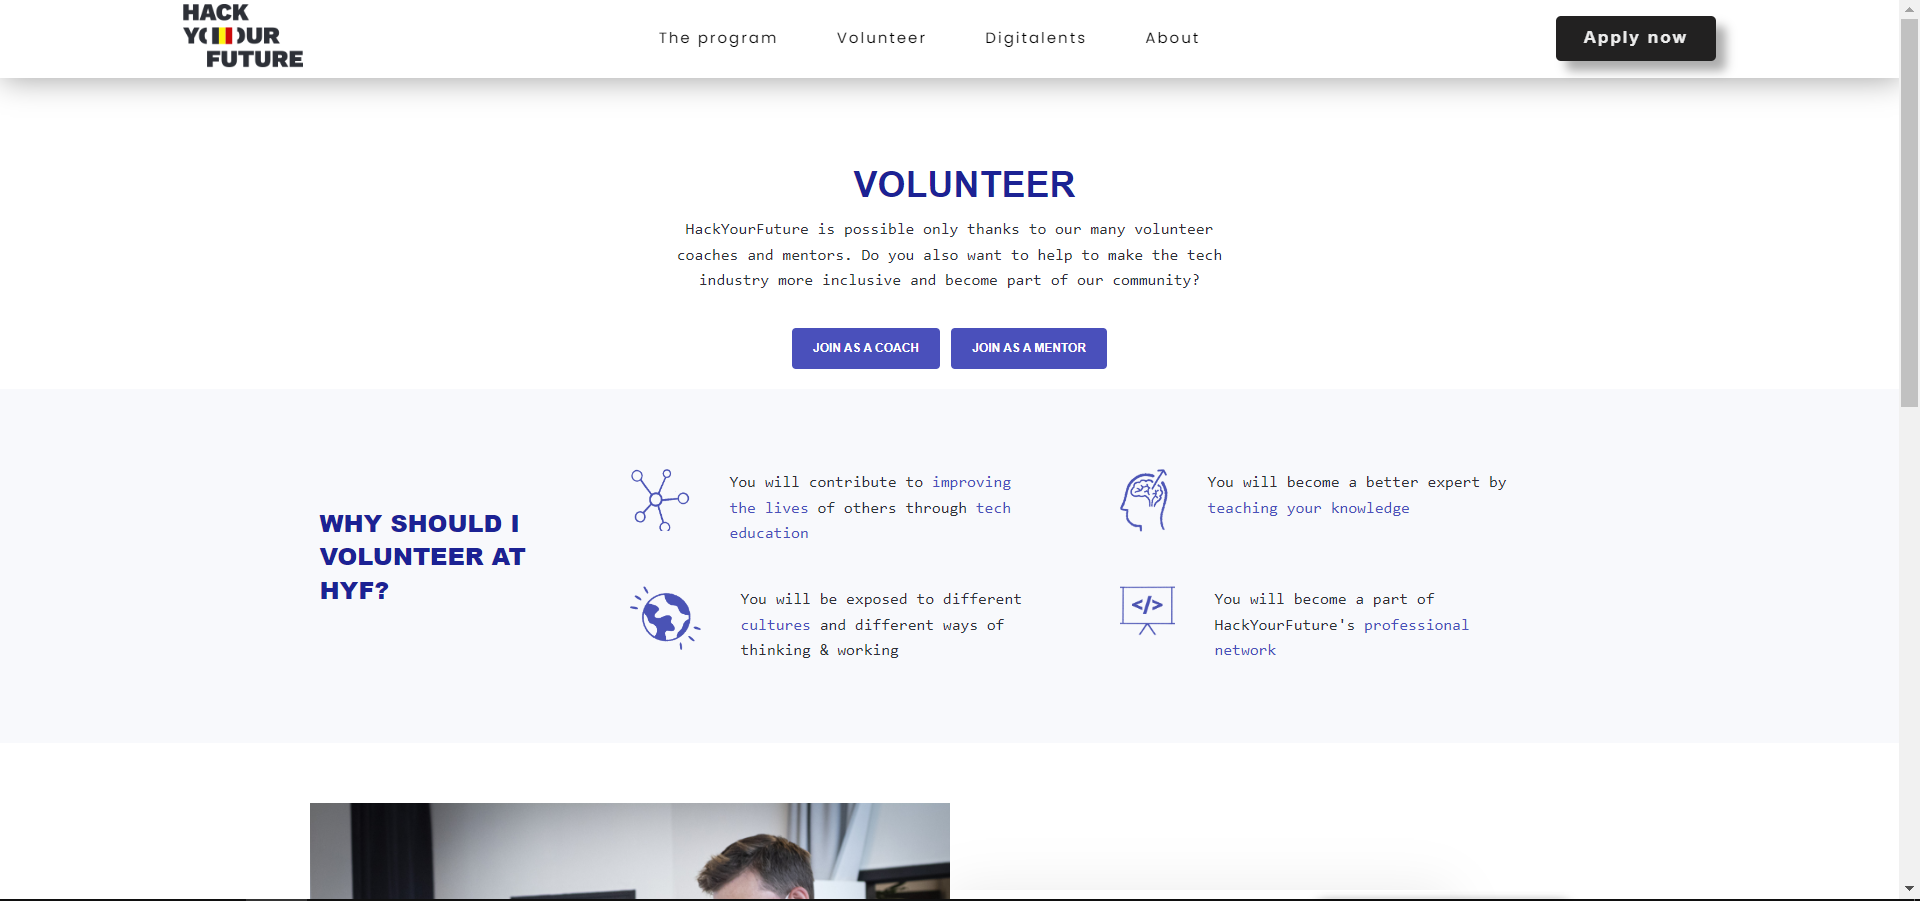 HACK
YOUR
FUTURE
The program
Volunteer
Digitalents
About
Apply now
VOLUNTEER
HackYourFuture is possible only thanks to our many volunteer
coaches and mentors. Do you also want to help to make the tech
industry more inclusive and become part of our community?
JOIN AS A COACH
JOIN AS A MENTOR
WHY SHOULD I
VOLUNTEER AT
HYF?
You will contribute to improving
the lives of others through tech
education
You will become a better expert by
teaching your knowledge
You will be exposed to different
cultures and different ways of
thinking & working
</>
You will become a part of
HackYourFuture's professional
network